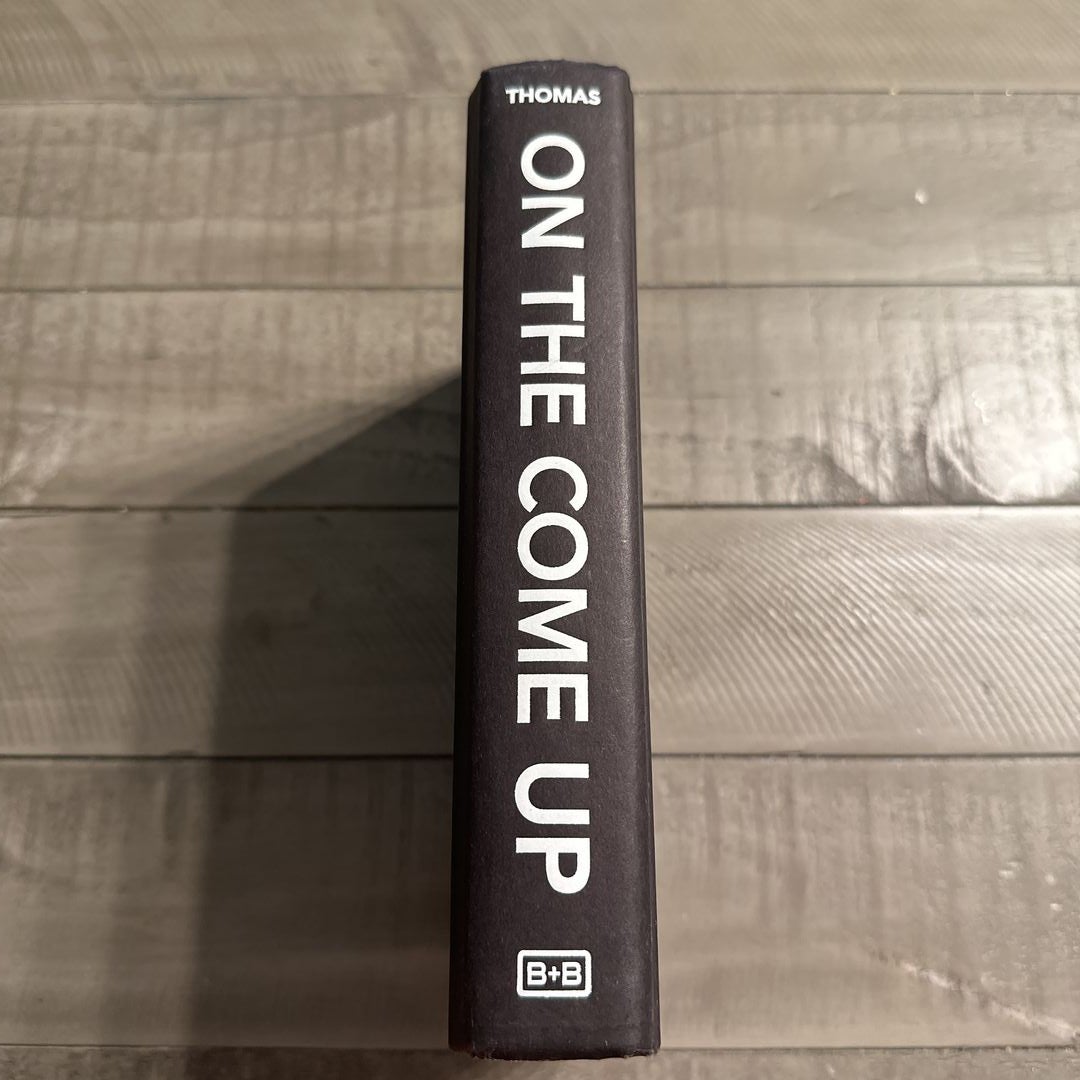 THOMAS
ON THE COME UP
B+B